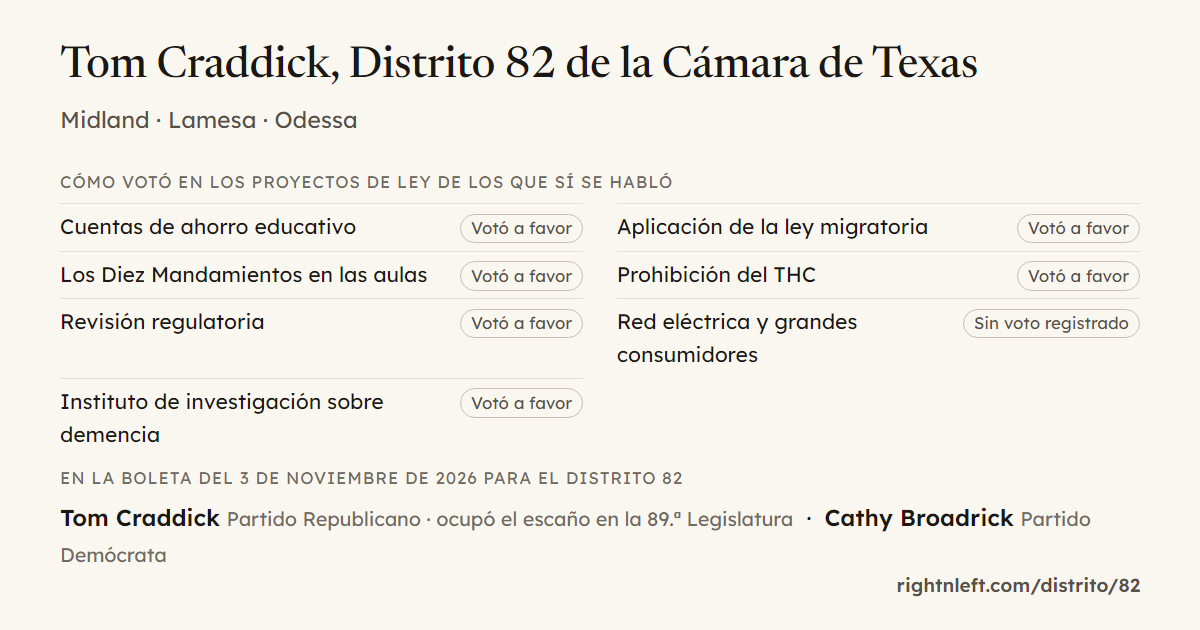 Tom Craddick, Distrito 82 de la Cámara de Texas
Midland · Lamesa · Odessa
CÓMO VOTÓ EN LOS PROYECTOS DE LEY DE LOS QUE SÍ SE HABLÓ
Cuentas de ahorro educativo Votó a favor
Aplicación de la ley migratoria Votó a favor
Los Diez Mandamientos en las aulas Votó a favor
Prohibición del THC Votó a favor
Revisión regulatoria Votó a favor
Red eléctrica y grandes Sin voto registrado
consumidores
Instituto de investigación sobre Votó a favor
demencia
EN LA BOLETA DEL 3 DE NOVIEMBRE DE 2026 PARA EL DISTRITO 82
Tom Craddick Partido Republicano · ocupó el escaño en la 89.ª Legislatura · Cathy Broadrick Partido
Demócrata
rightnleft.com/distrito/82